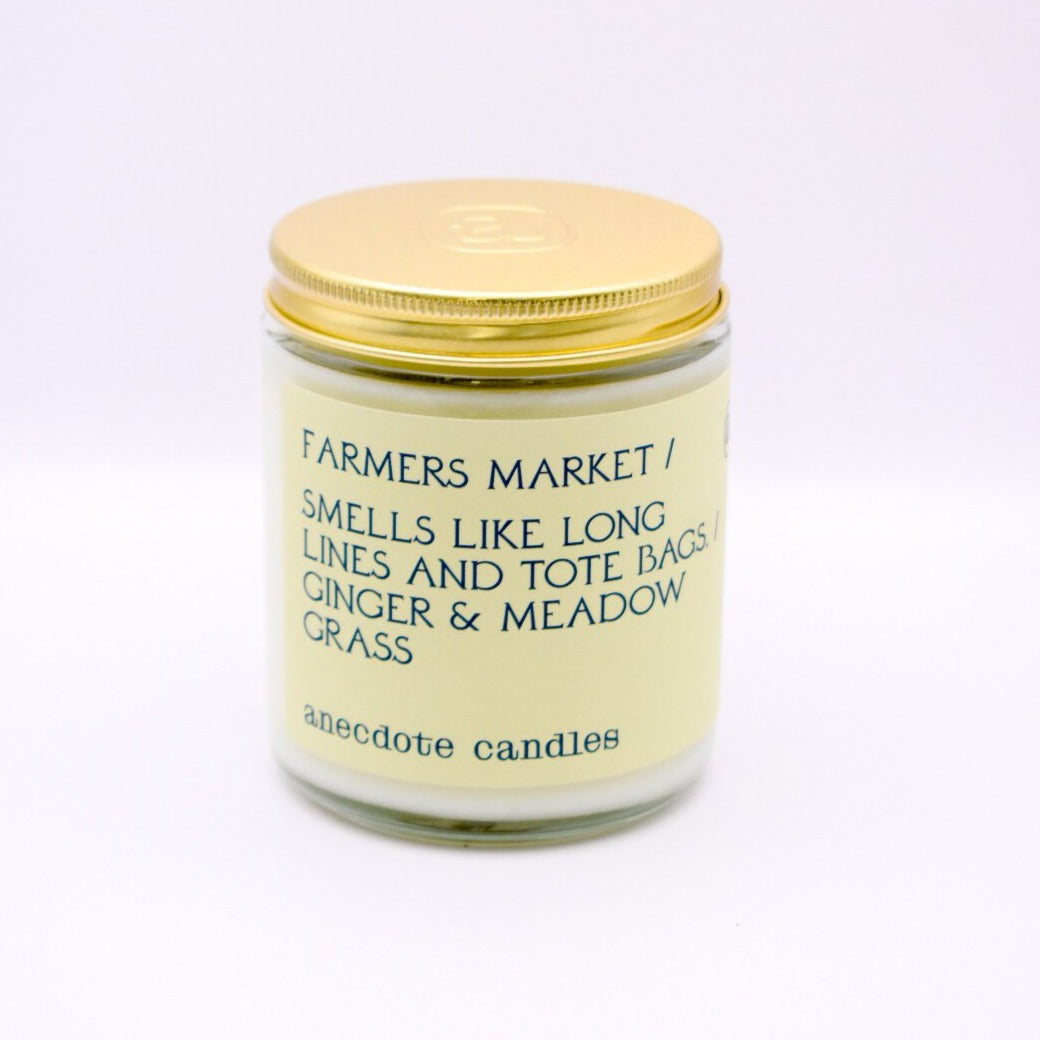 FARMERS MARKET /
SMELLS LIKE LONG
LINES AND TOTE BAGS. /
GINGER & MEADOW
GRASS
anecdote candles